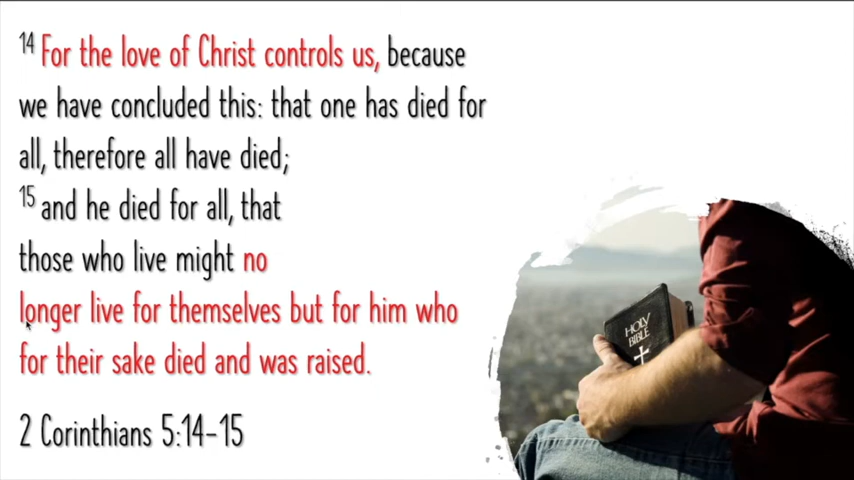 14 For the love of Christ controls us, because
we have concluded this: that one has died for
all, therefore all have died;
15 and he died for all, that
those who live might no
longer live for themselves but for him who
for their sake died and was raised.
2 Corinthians 5:14-15
HOLY
BIBLE